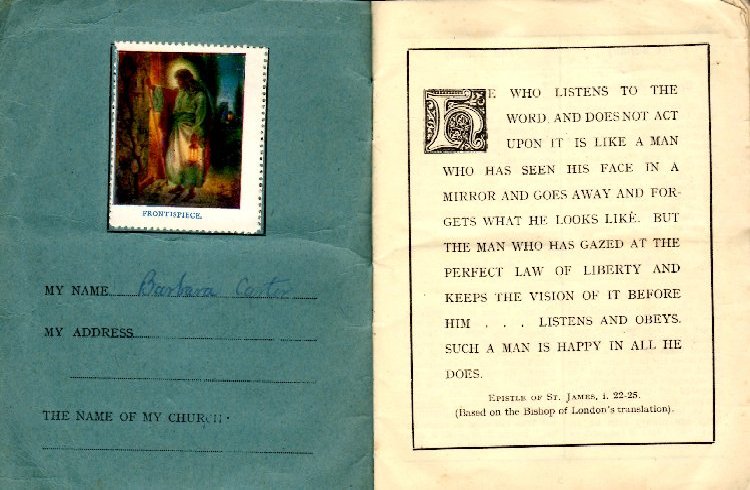 FRONTISPIECE.
MY NAME Barbara Carter
MY ADDRESS
THE NAME OF MY CHURCH
HE WHO LISTENS TO THE
WORD AND DOES NOT ACT
UPON IT IS LIKE A MAN
WHO HAS SEEN HIS FACE IN A
MIRROR AND GOES AWAY AND FOR-
GETS WHAT HE LOOKS LIKE. BUT
THE MAN WHO HAS GAZED AT THE
PERFECT LAW OF LIBERTY AND
KEEPS THE VISION OF IT BEFORE
HIM . . . LISTENS AND OBEYS.
SUCH A MAN IS HAPPY IN ALL HE
DOES.
EPISTLE OF ST. JAMES, i. 22-25.
(Based on the Bishop of London's translation).